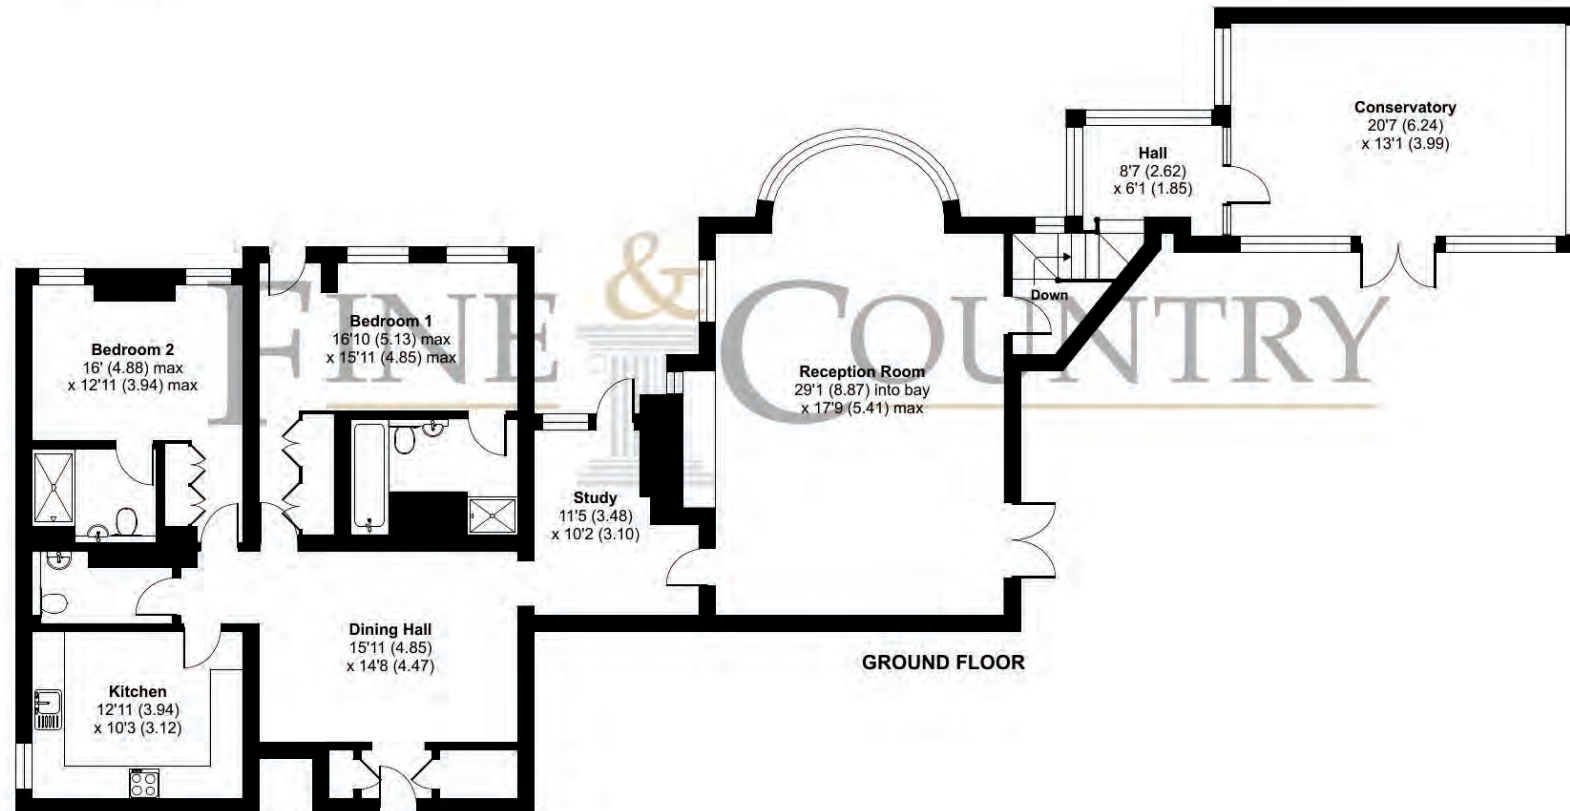 Conservatory
20'7 (6.24)
x 13'1 (3.99)
Hall
8'7 (2.62)
x 6'1 (1.85)
Down
Bedroom 1
16'10 (5.13) max
x 15'11 (4.85) max
Bedroom 2
16' (4.88) max
x 12'11 (3.94) max
FINE & COUNTRY
Reception Room
29'1 (8.87) into bay
x 17'9 (5.41) max
Study
11'5 (3.48)
x 10'2 (3.10)
Dining Hall
15'11 (4.85)
x 14'8 (4.47)
GROUND FLOOR
Kitchen
12'11 (3.94)
x 10'3 (3.12)